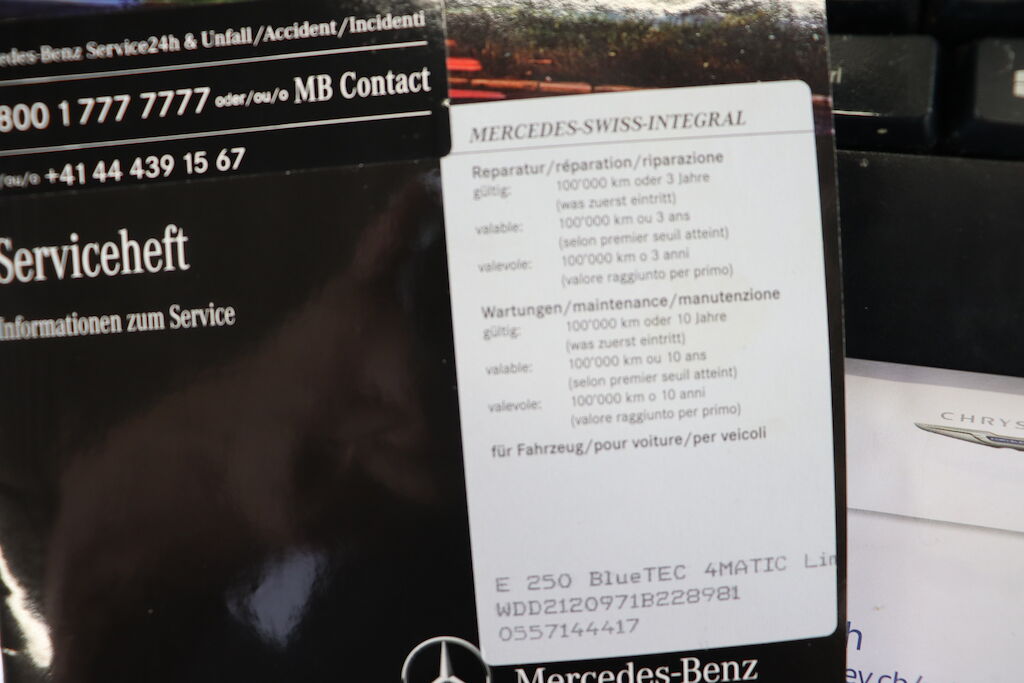 edes-Benz Service24h & Unfall/Accident/Incidenti
800 1 777 7777 oder/ou/o MB Contact
/ou/o +41 44 439 15 67
Serviceheft
Informationen zum Service
MERCEDES-SWISS-INTEGRAL
Reparatur/réparation/riparazione
gültig: 100'000 km oder 3 Jahre
(was zuerst eintritt)
valable: 100'000 km ou 3 ans
(selon premier seuil atteint)
valevole: 100'000 km o 3 anni
(valore raggiunto per primo)
Wartungen/maintenance/manutenzione
gültig: 100'000 km oder 10 Jahre
(was zuerst eintritt)
valable: 100'000 km ou 10 ans
(selon premier seuil atteint)
valevole: 100'000 km o 10 anni
(valore raggiunto per primo)
für Fahrzeug/pour voiture/per veicoli
E 250 BlueTEC 4MATIC Lim
WDD2120971B228981
0557144417
Mercedes-Benz
CHRYS
h
ey.ch/